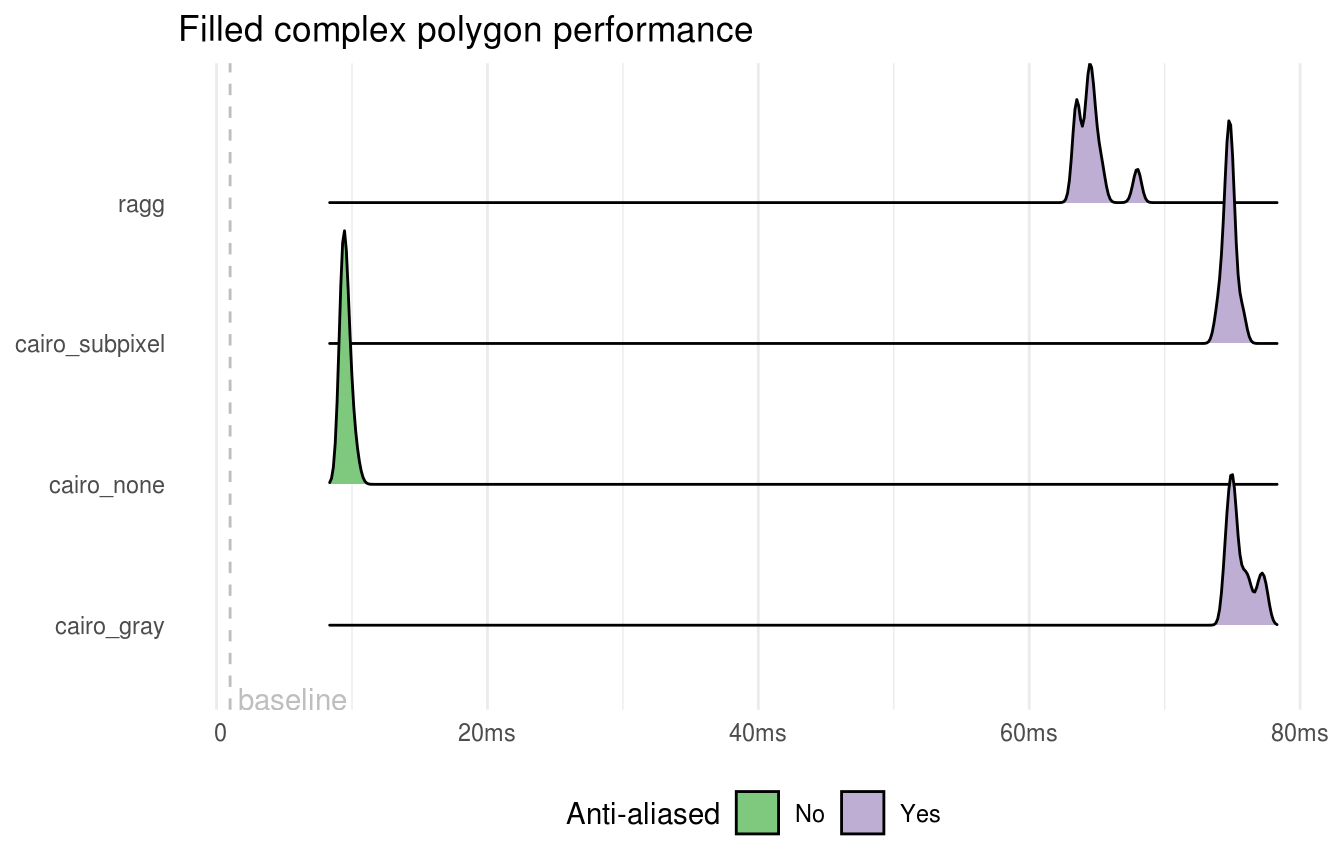 Filled complex polygon performance
ragg
cairo_subpixel
cairo_none
cairo_gray
baseline
0 20ms 40ms 60ms 80ms
Anti-aliased No Yes